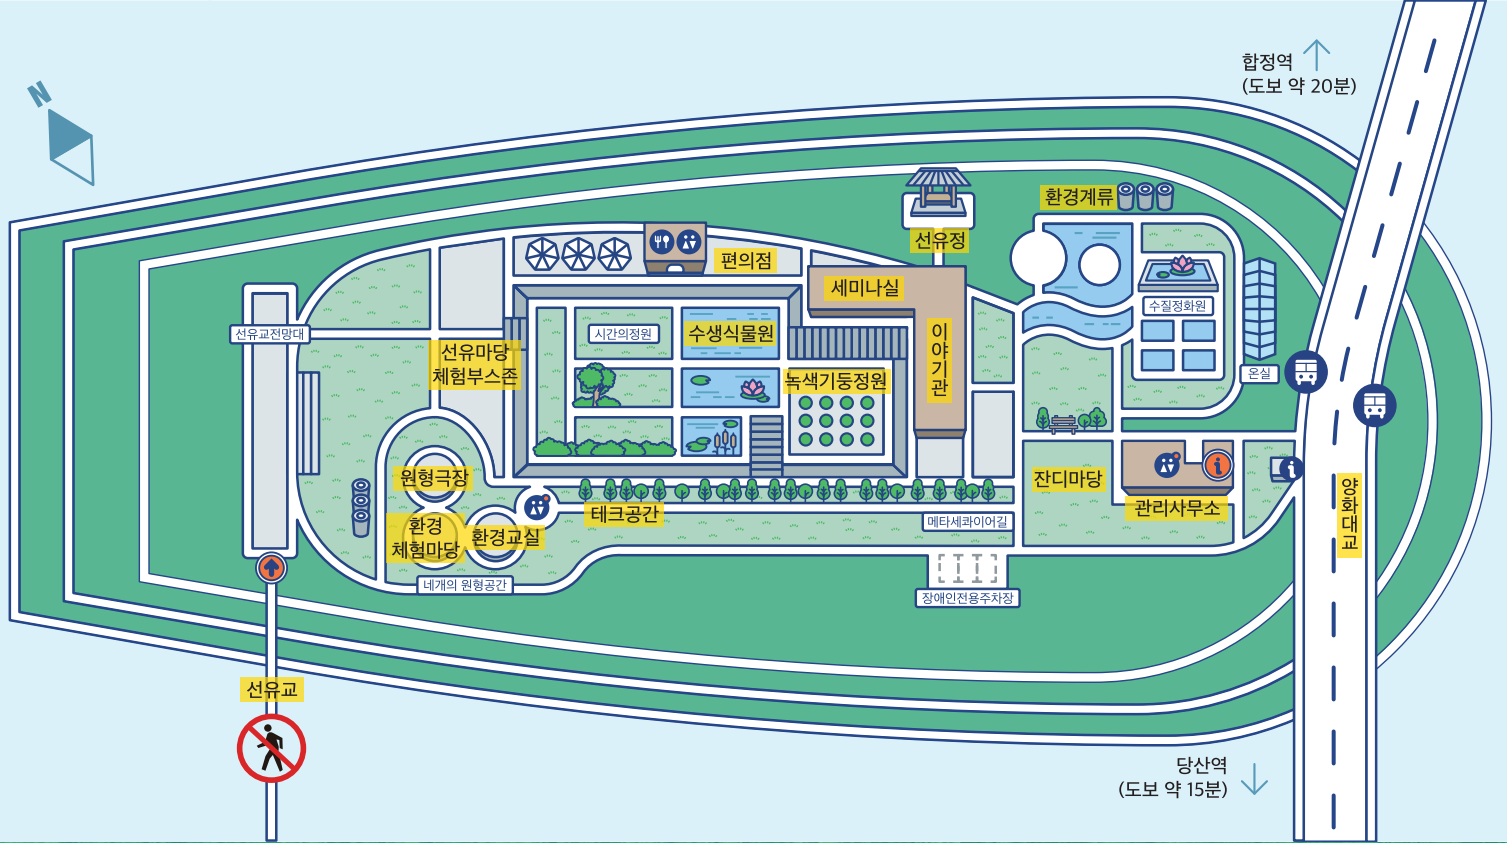 합정역
(도보 약 20분)
N
환경계류
선유정
편의점
세미나실
수질정화원
선유교전망대
시간의정원
수생식물원
이야기관
선유마당
체험부스존
녹색기둥정원
온실
원형극장
잔디마당
관리사무소
테크공간
메타세쿼이어길
환경
체험마당
환경교실
양화대교
네개의 원형공간
장애인전용주차장
선유교
당산역
(도보 약 15분)